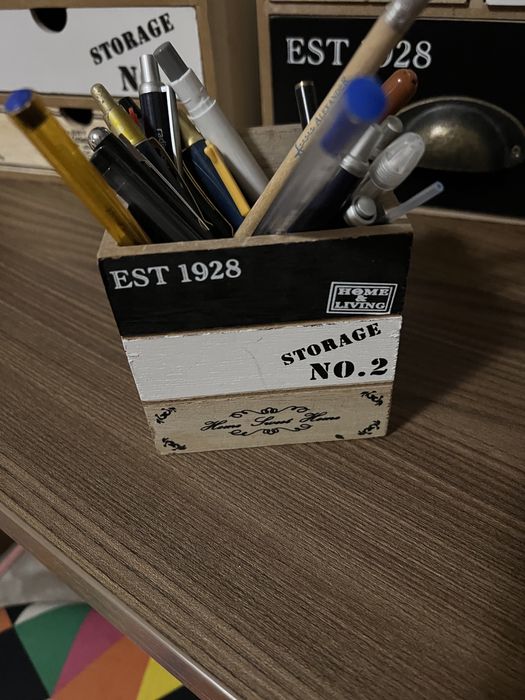 STORAGE
N
EST 1928
EST 1928
HOME
&
LIVING
STORAGE
NO.2
Home Sweet Home